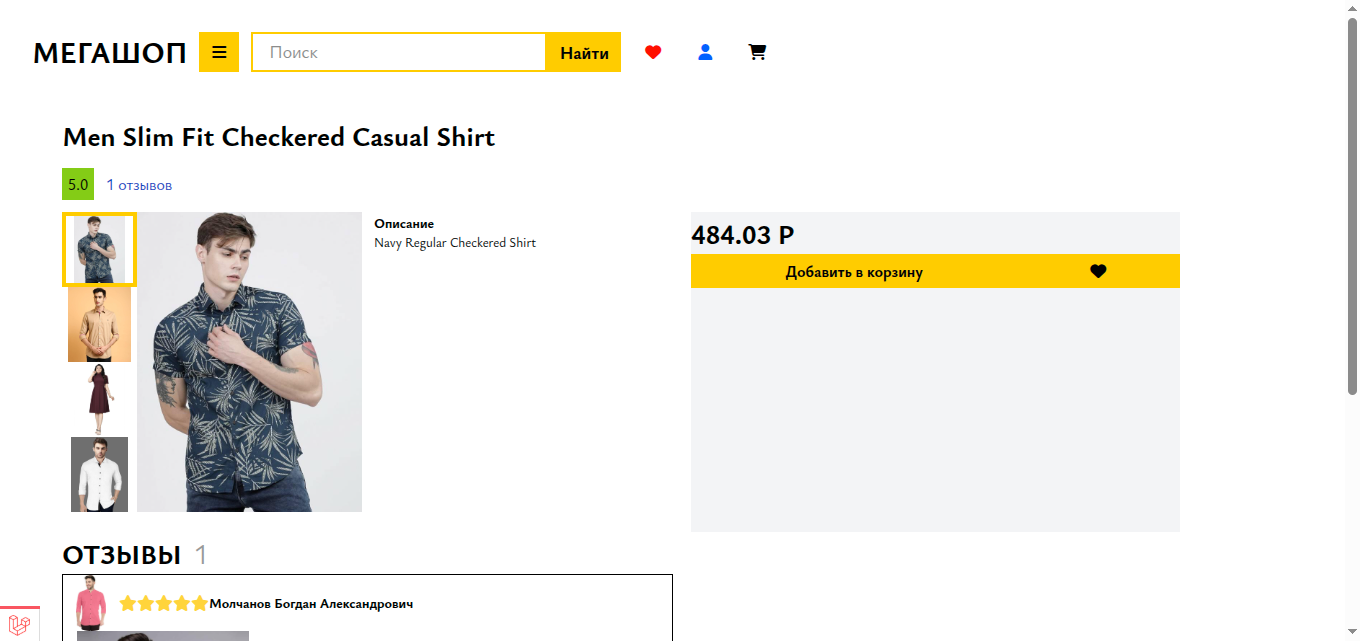 МЕГАШОП
Поиск
Найти
Men Slim Fit Checkered Casual Shirt
5.0
1 отзывов
Описание
Navy Regular Checkered Shirt
484.03 Р
Добавить в корзину
ОТЗЫВЫ 1
Молчанов Богдан Александрович